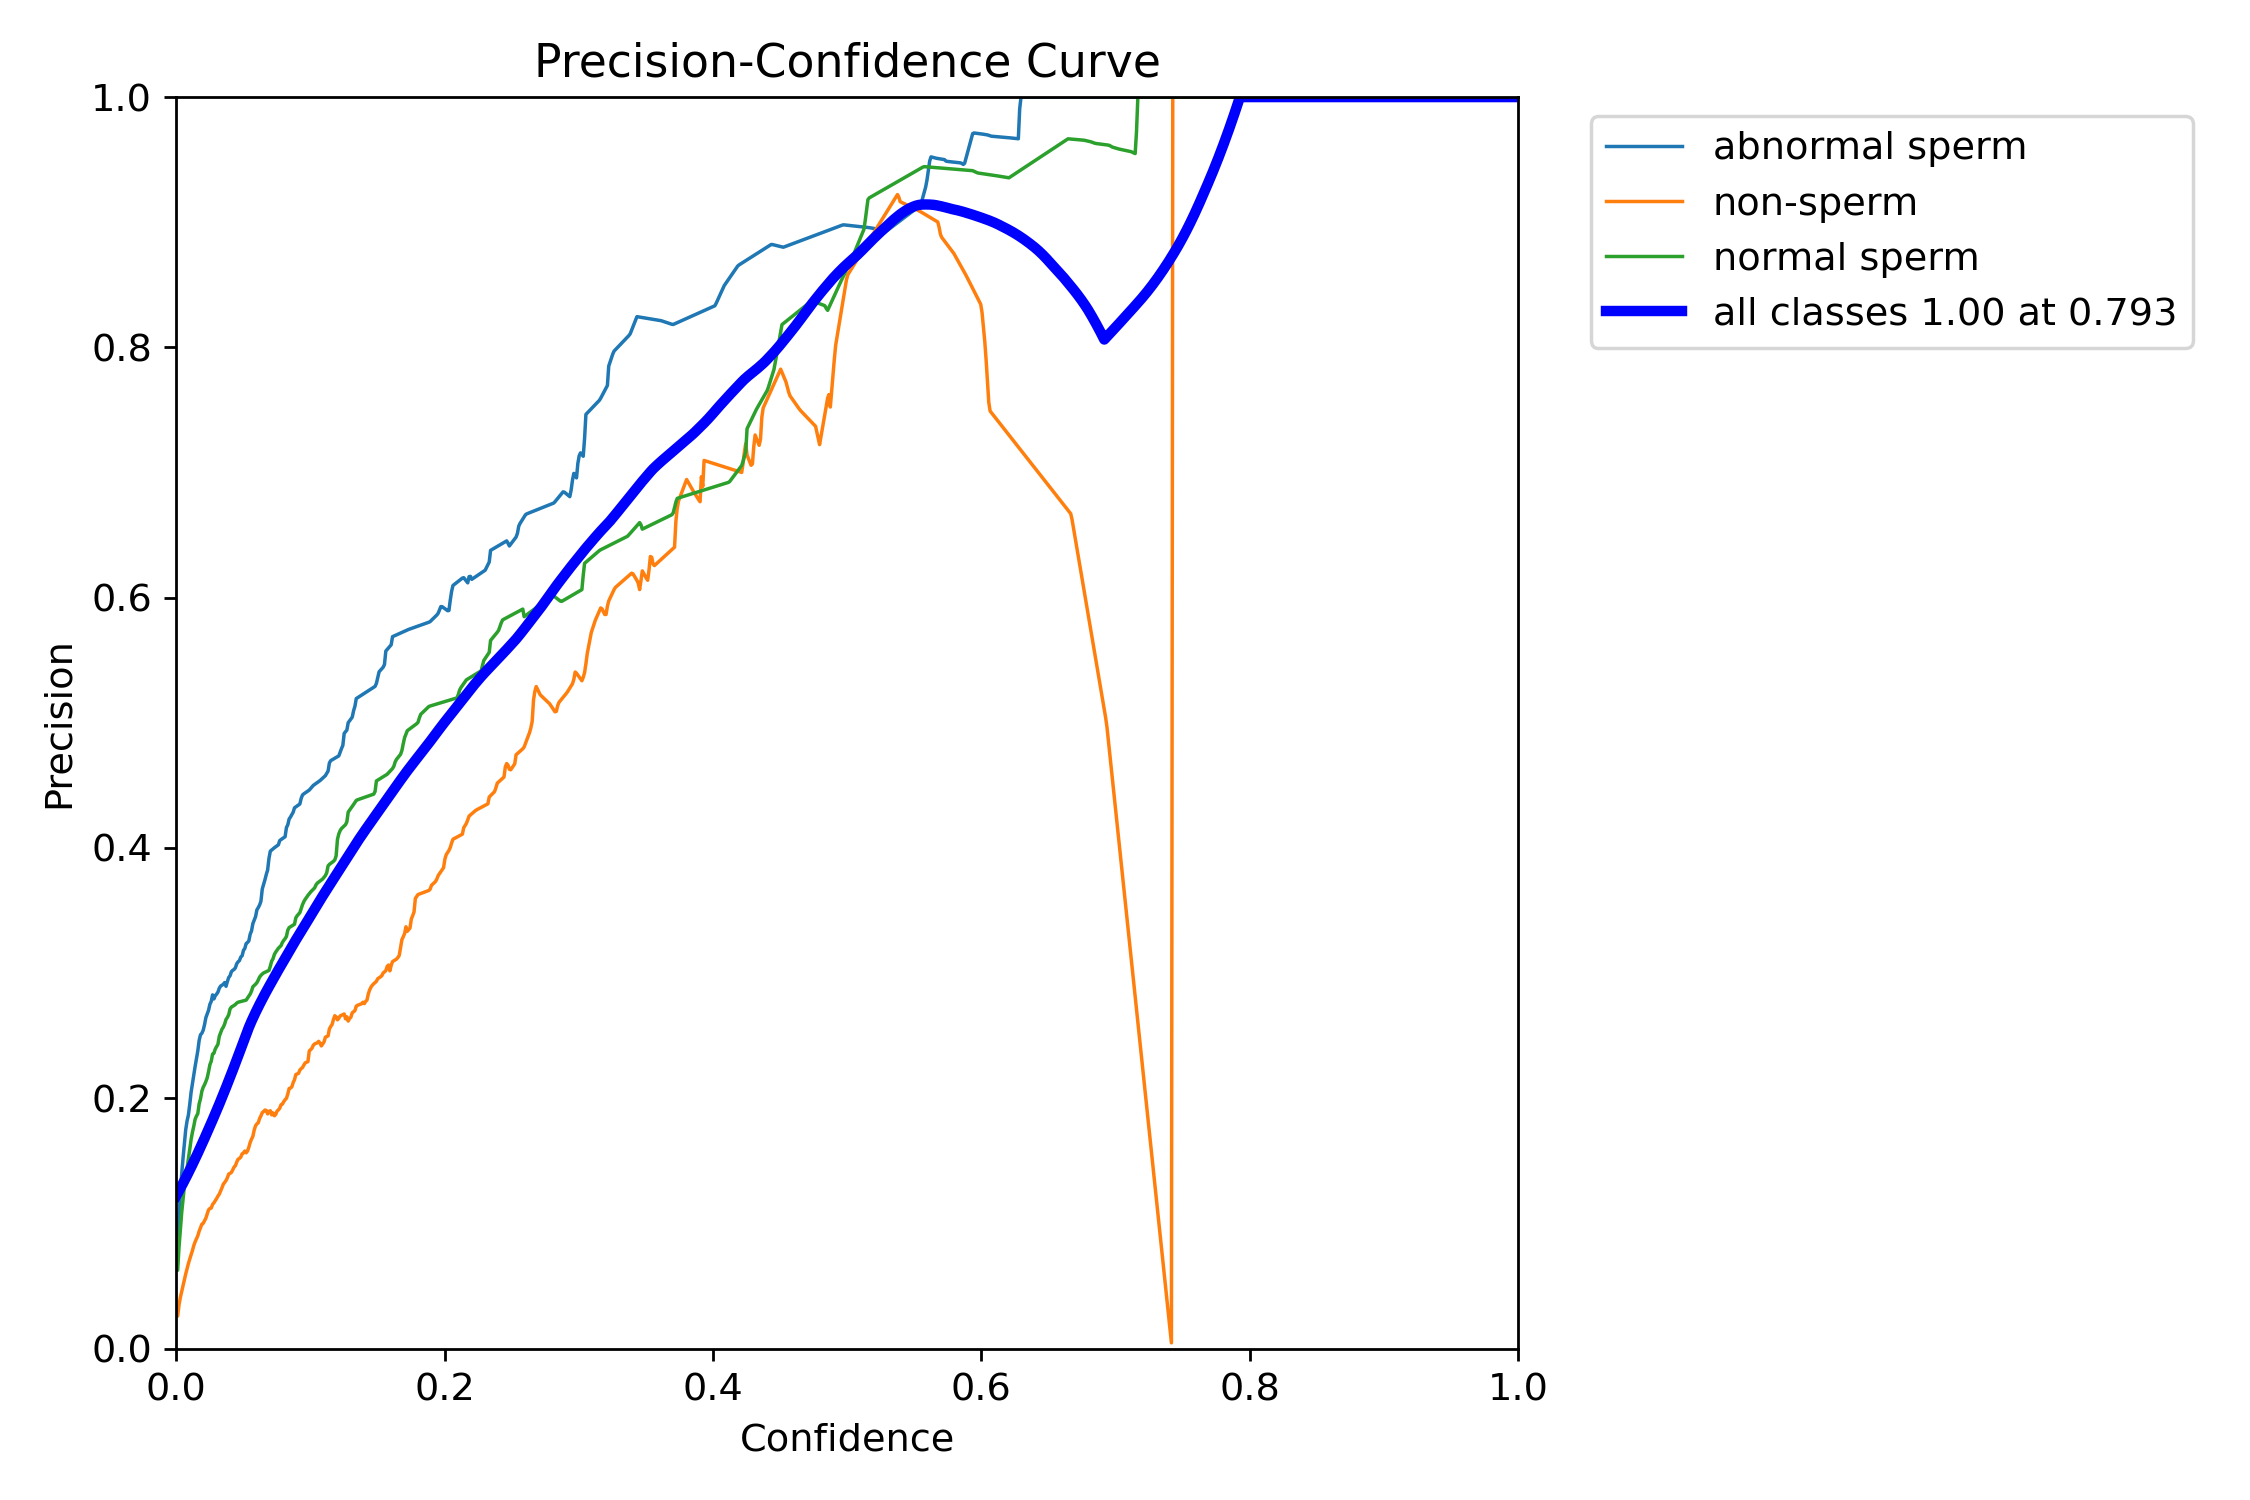 Precision-Confidence Curve
1.0
0.8
0.6
0.4
0.2
0.0
Precision
0.0 0.2 0.4 0.6 0.8 1.0
Confidence
abnormal sperm
non-sperm
normal sperm
all classes 1.00 at 0.793